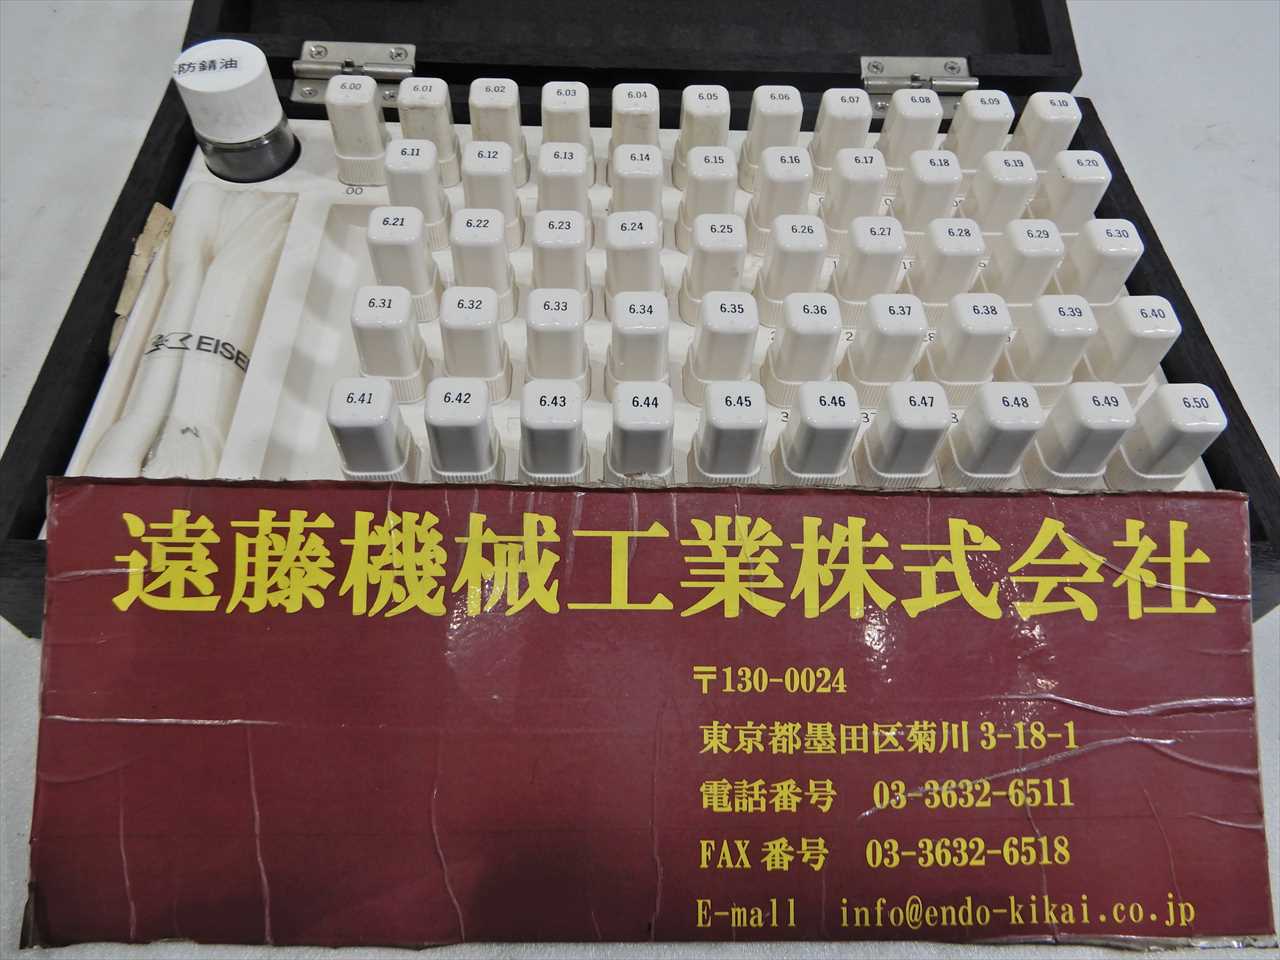 防錆油
6.00 6.01 6.02 6.03 6.04 6.05 6.06 6.07 6.08 6.09 6.10
6.11 6.12 6.13 6.14 6.15 6.16 6.17 6.18 6.19 6.20
.00
6.21 6.22 6.23 6.24 6.25 6.26 6.27 6.28 6.29 6.30
6.31 6.32 6.33 6.34 6.35 6.36 6.37 6.38 6.39 6.40
EISE
6.41 6.42 6.43 6.44 6.45 6.46 6.47 6.48 6.49 6.50
遠藤機械工業株式会社
〒130-0024
東京都墨田区菊川 3-18-1
電話番号 03-3632-6511
FAX 番号 03-3632-6518
E-mall info@endo-kikai.co.jp